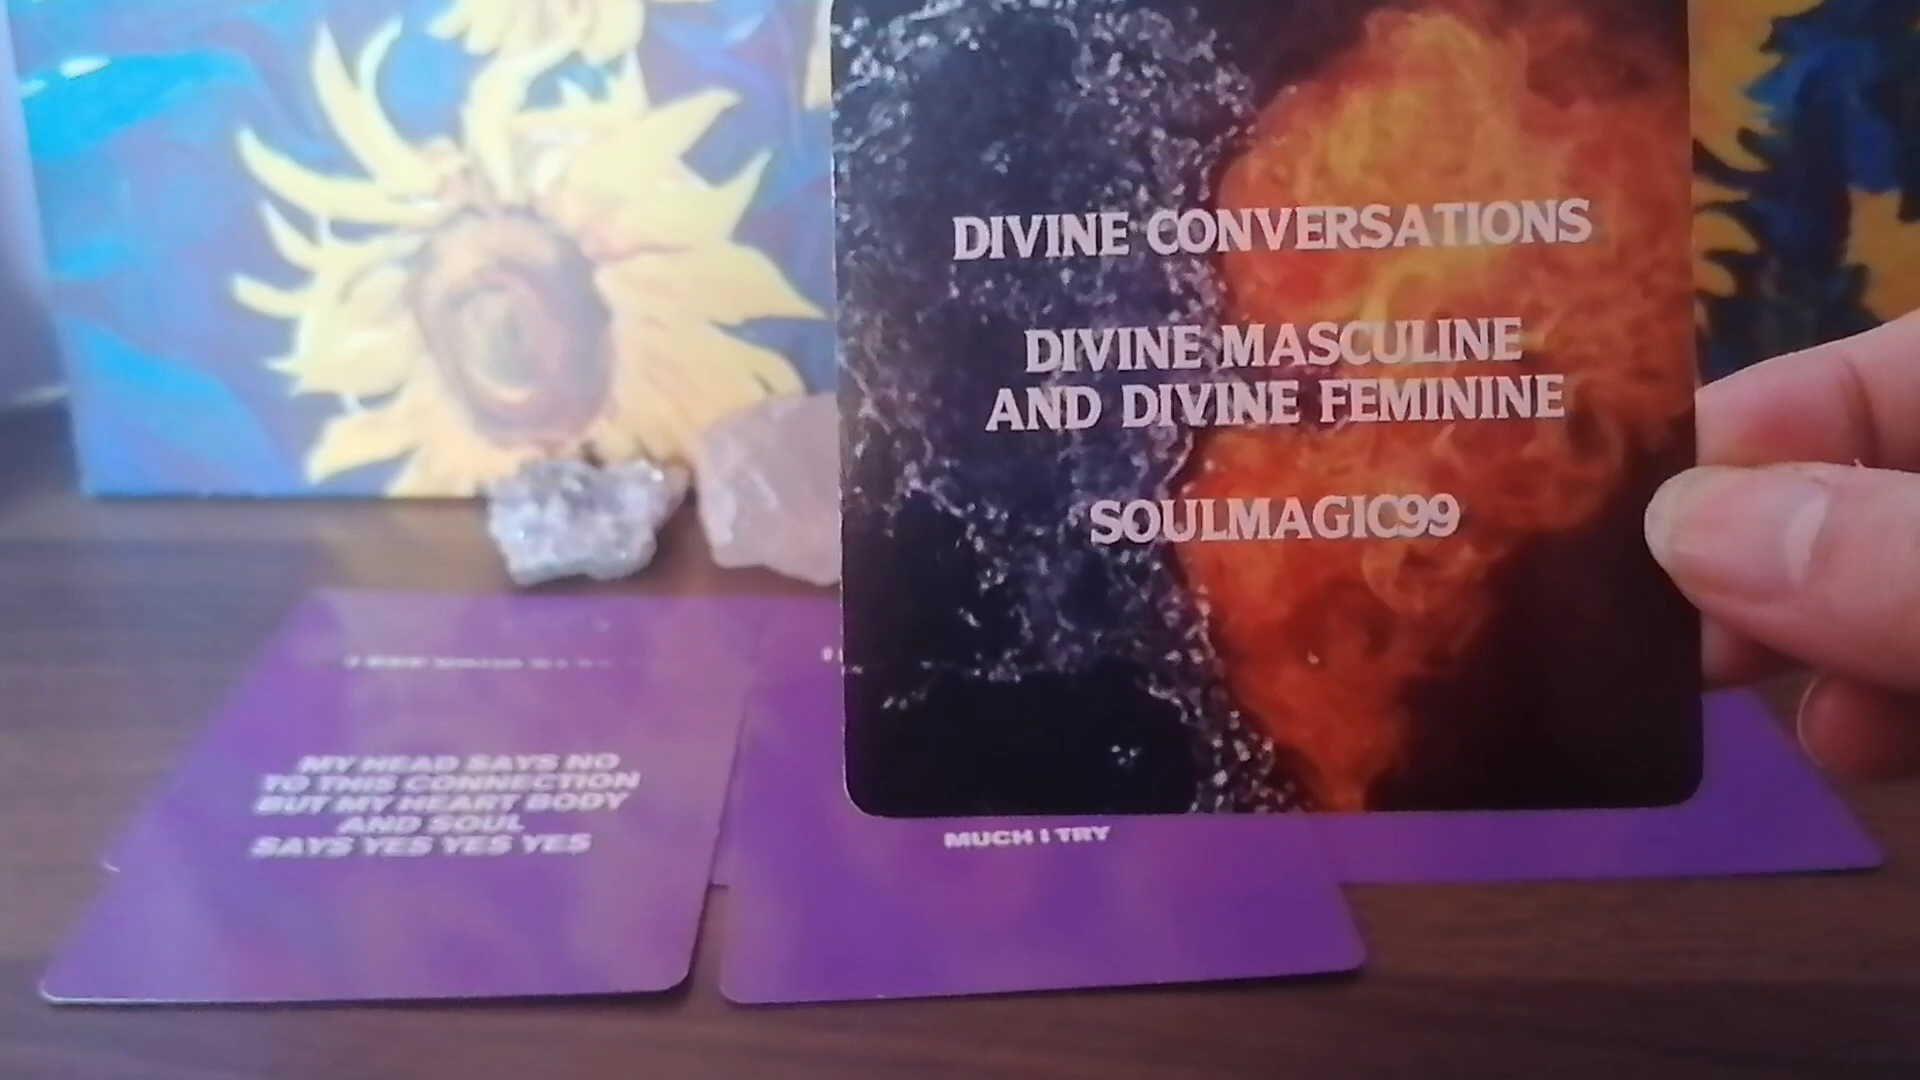 DIVINE CONVERSATIONS
DIVINE MASCULINE
AND DIVINE FEMININE
SOULMAGIC99
MY HEAD SAYS NO
TO THIS CONNECTION
BUT MY HEART BODY
AND SOUL
SAYS YES YES YES
MUCH I TRY